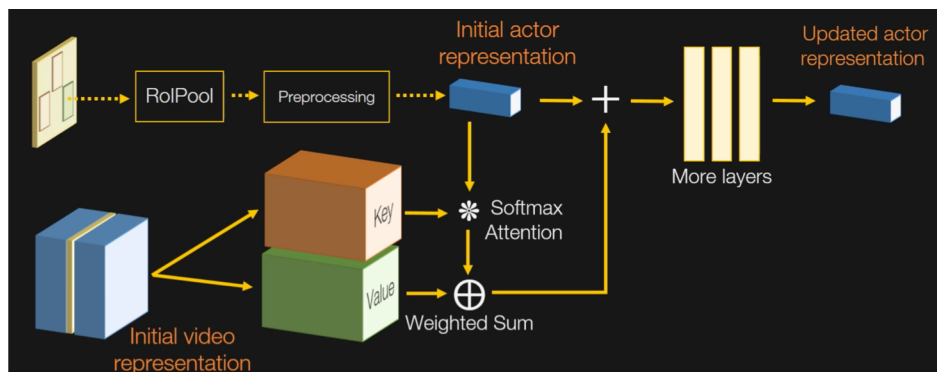 Initial actor
representation
Updated actor
representation
RoIPool
Preprocessing
More layers
Key
Softmax
Attention
Value
Weighted Sum
Initial video
representation